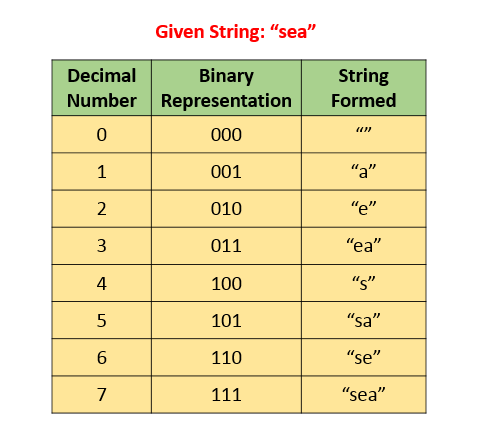 Given String: “sea”
Decimal Number Binary Representation String Formed
0 000 “”
1 001 “a”
2 010 “e”
3 011 “ea”
4 100 “s”
5 101 “sa”
6 110 “se”
7 111 “sea”